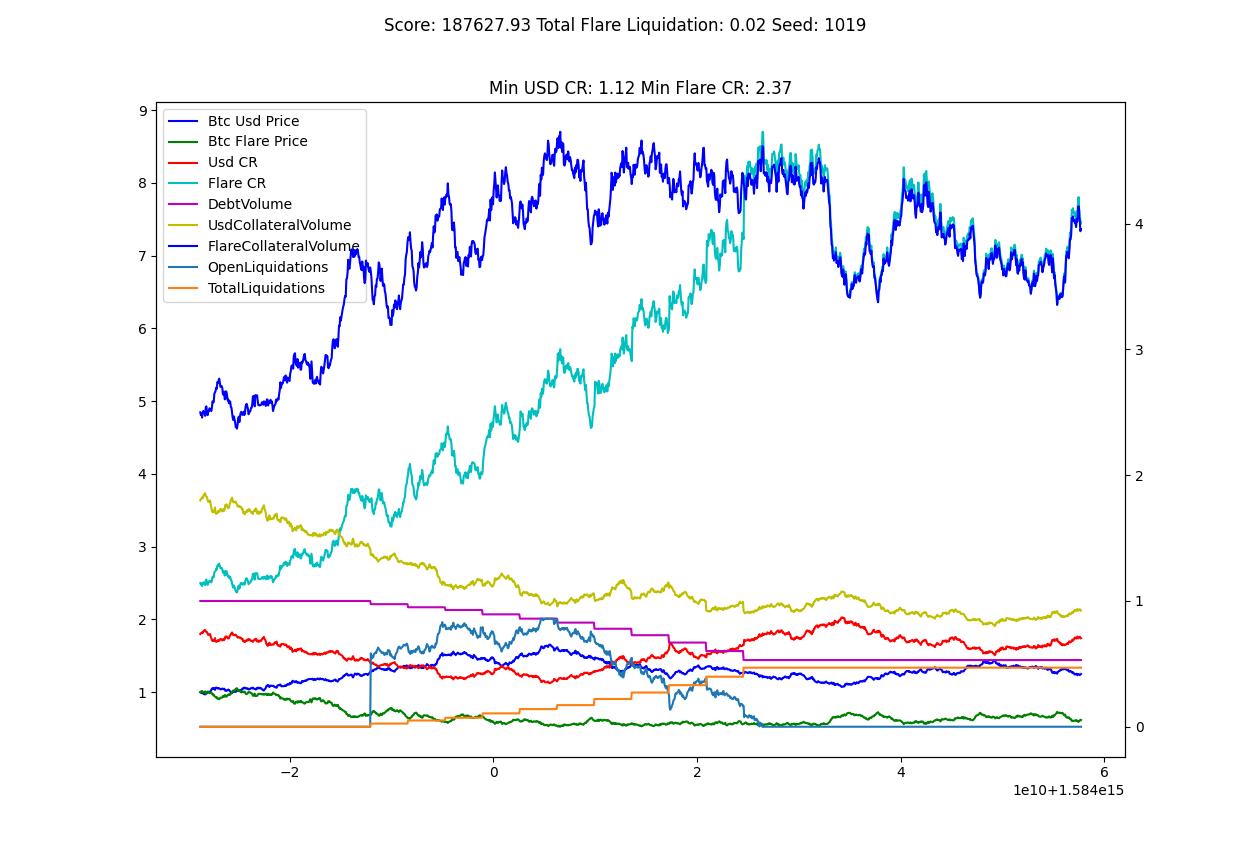 Score: 187627.93 Total Flare Liquidation: 0.02 Seed: 1019
Min USD CR: 1.12 Min Flare CR: 2.37
Btc Usd Price
Btc Flare Price
Usd CR
Flare CR
DebtVolume
UsdCollateralVolume
FlareCollateralVolume
OpenLiquidations
TotalLiquidations
9
8
7
6
5
4
3
2
1
4
3
2
1
0
−2 0 2 4 6
1e10+1.584e15